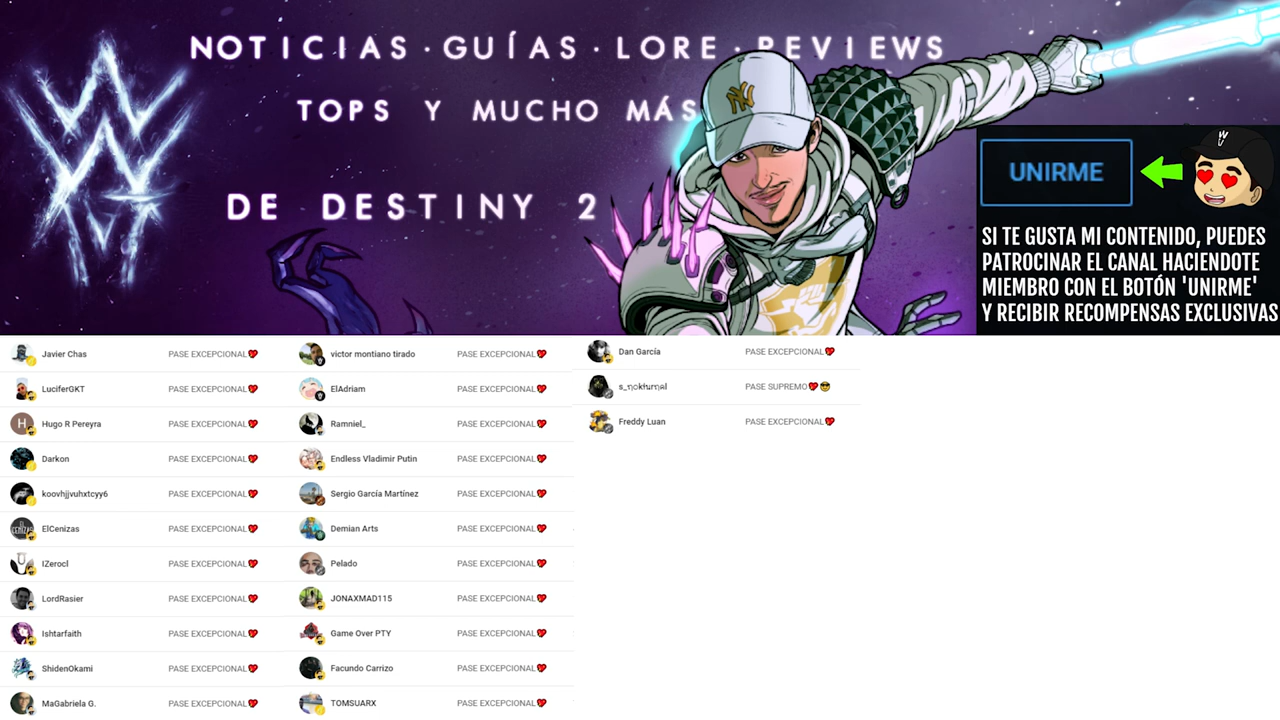 NOTICIAS · GUÍAS · LORE · REVIEWS
TOPS Y MUCHO MÁS
DE DESTINY 2
UNIRME
SI TE GUSTA MI CONTENIDO, PUEDES
PATROCINAR EL CANAL HACIENDOTE
MIEMBRO CON EL BOTÓN 'UNIRME'
Y RECIBIR RECOMPENSAS EXCLUSIVAS
Javier Chas PASE EXCEPCIONAL
LuciferGKT PASE EXCEPCIONAL
H Hugo R Pereyra PASE EXCEPCIONAL
Darkon PASE EXCEPCIONAL
koovhjjvuhxtcyy6 PASE EXCEPCIONAL
ElCenizas PASE EXCEPCIONAL
IZerocl PASE EXCEPCIONAL
LordRasier PASE EXCEPCIONAL
Ishtarfaith PASE EXCEPCIONAL
ShidenOkami PASE EXCEPCIONAL
MaGabriela G. PASE EXCEPCIONAL
victor montiano tirado PASE EXCEPCIONAL
ElAdriam PASE EXCEPCIONAL
Ramniel_ PASE EXCEPCIONAL
Endless Vladimir Putin PASE EXCEPCIONAL
Sergio García Martínez PASE EXCEPCIONAL
Demian Arts PASE EXCEPCIONAL
Pelado PASE EXCEPCIONAL
JONAXMAD115 PASE EXCEPCIONAL
Game Over PTY PASE EXCEPCIONAL
Facundo Carrizo PASE EXCEPCIONAL
TOMSUARX PASE EXCEPCIONAL
Dan García PASE EXCEPCIONAL
PASE SUPREMO
Freddy Luan PASE EXCEPCIONAL